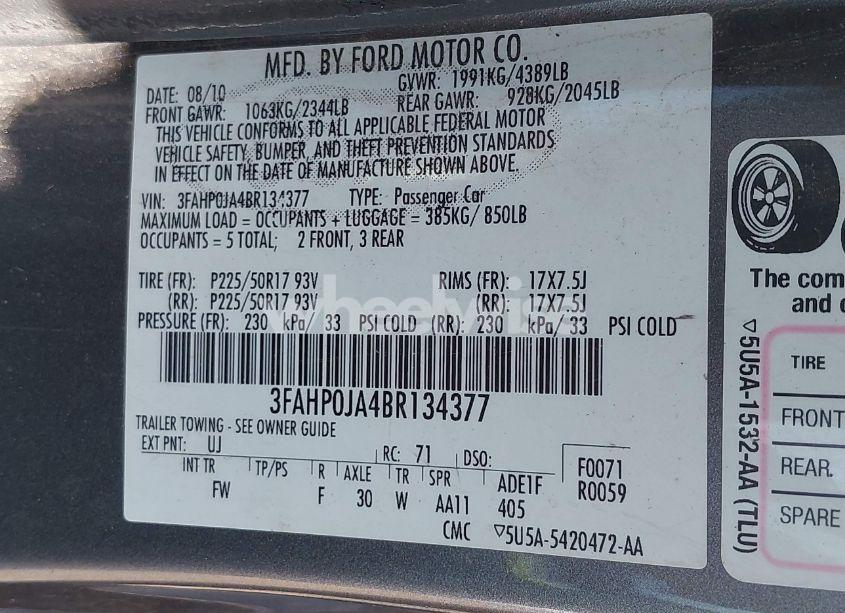 MFD. BY FORD MOTOR CO.
DATE: 08/10 GVWR: 1991KG/4389LB
FRONT GAWR: 1063KG/2344LB REAR GAWR: 928KG/2045LB
THIS VEHICLE CONFORMS TO ALL APPLICABLE FEDERAL MOTOR
VEHICLE SAFETY, BUMPER, AND THEFT PREVENTION STANDARDS
IN EFFECT ON THE DATE OF MANUFACTURE SHOWN ABOVE.
VIN: 3FAHP0JA4BR134377 TYPE: Passenger Car
MAXIMUM LOAD = OCCUPANTS + LUGGAGE = 385KG/ 850LB
OCCUPANTS = 5 TOTAL; 2 FRONT, 3 REAR
TIRE (FR): P225/50R17 93V RIMS (FR): 17X7.5J
(RR): P225/50R17 93V (RR): 17X7.5J
PRESSURE (FR): 230 kPa/ 33 PSI COLD (RR): 230 kPa/ 33 PSI COLD
3FAHP0JA4BR134377
TRAILER TOWING - SEE OWNER GUIDE
EXT PNT: UJ RC: 71 DSO: F0071
INT TR TP/PS R AXLE TR SPR ADE1F R0059
FW F 30 W AA11 405
CMC ▽5U5A-5420472-AA
The com
and
▽5U5A-1532-AA (TLU)
TIRE
FRONT
REAR
SPARE